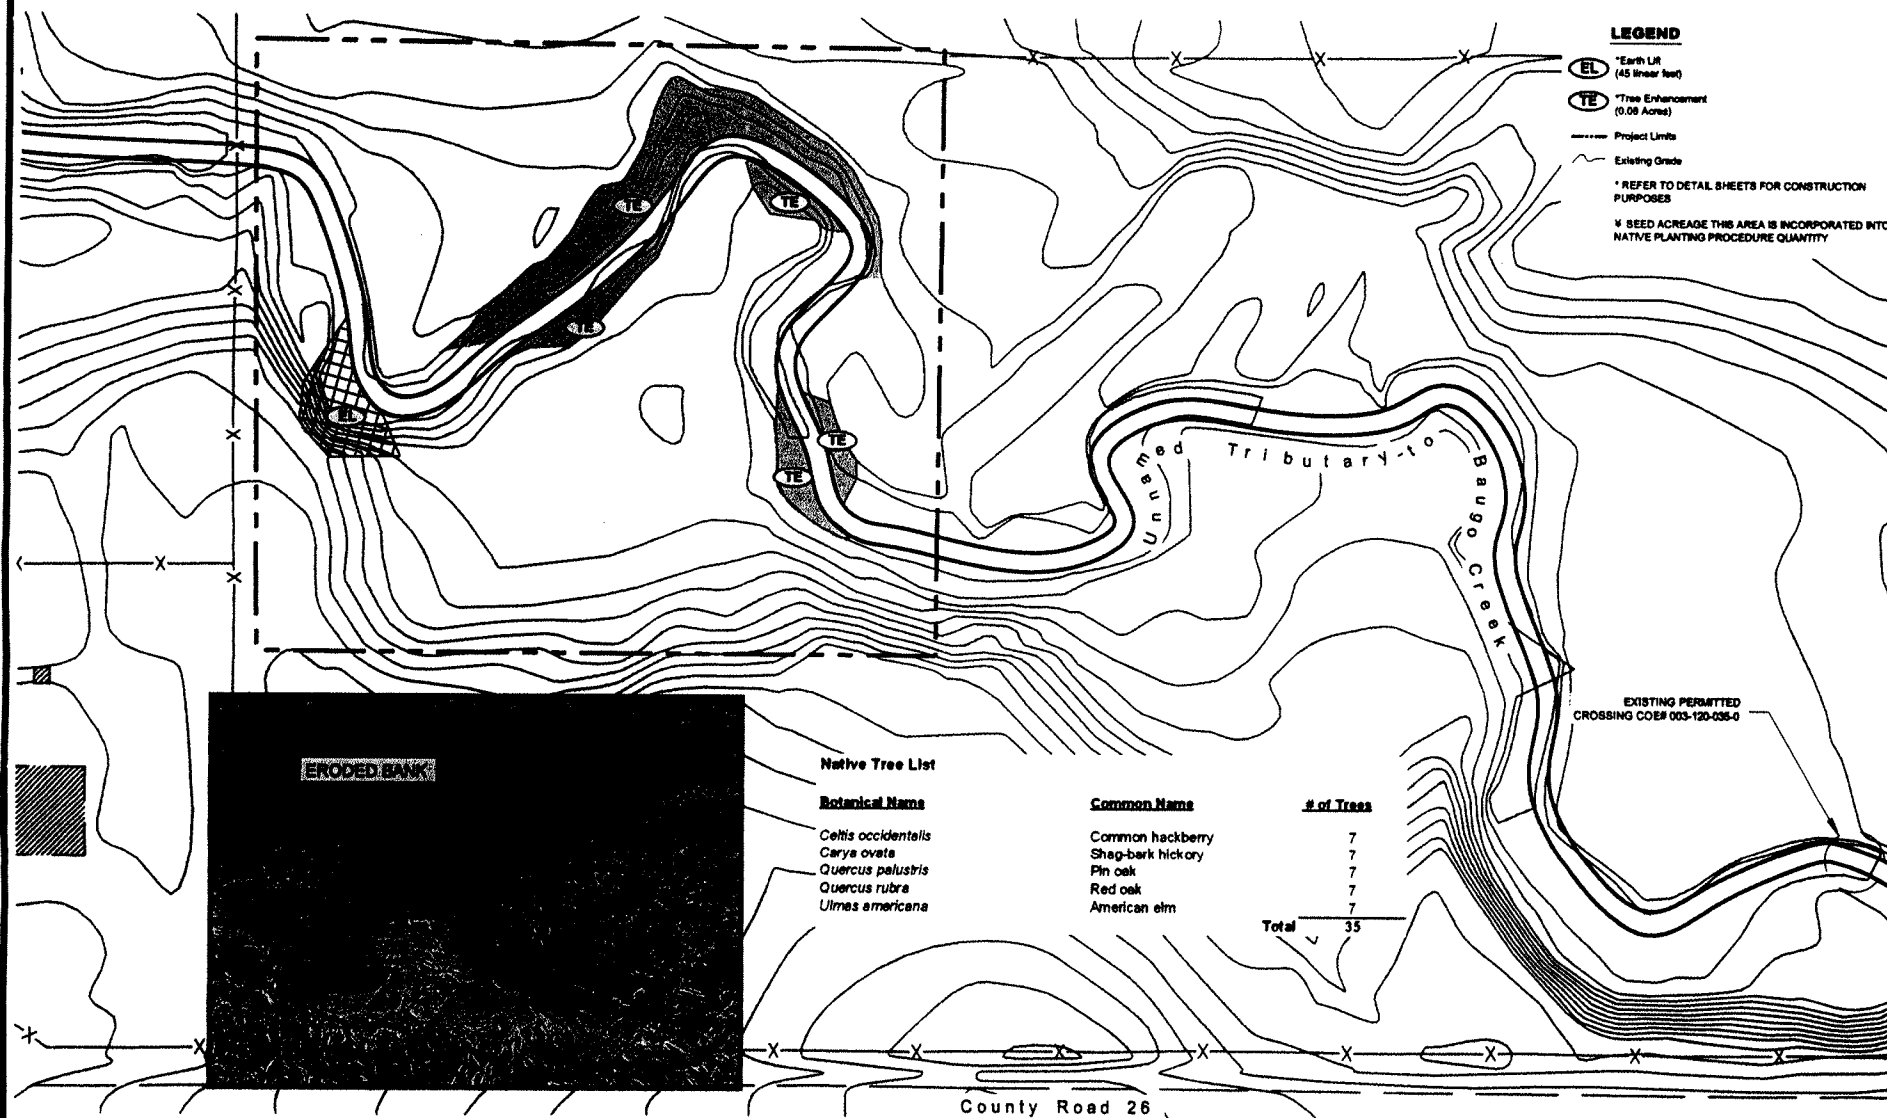 LEGEND
EL *Earth Lift
(45 linear feet)
TE *Tree Enhancement
(0.06 Acres)
Project Limits
Existing Grade
* REFER TO DETAIL SHEETS FOR CONSTRUCTION
PURPOSES
¥ SEED ACREAGE THIS AREA IS INCORPORATED INTO
NATIVE PLANTING PROCEDURE QUANTITY
TE
TE
TE
EL
TE
TE
Unnamed Tributary-to Baugo Creek
EXISTING PERMITTED
CROSSING COE# 003-120-035-0
ERODED BANK
Native Tree List
Botanical Name Common Name # of Trees
Celtis occidentalis Common hackberry 7
Carya ovata Shag-bark hickory 7
Quercus palustris Pin oak 7
Quercus rubra Red oak 7
Ulmas americana American elm 7
Total 35
County Road 26